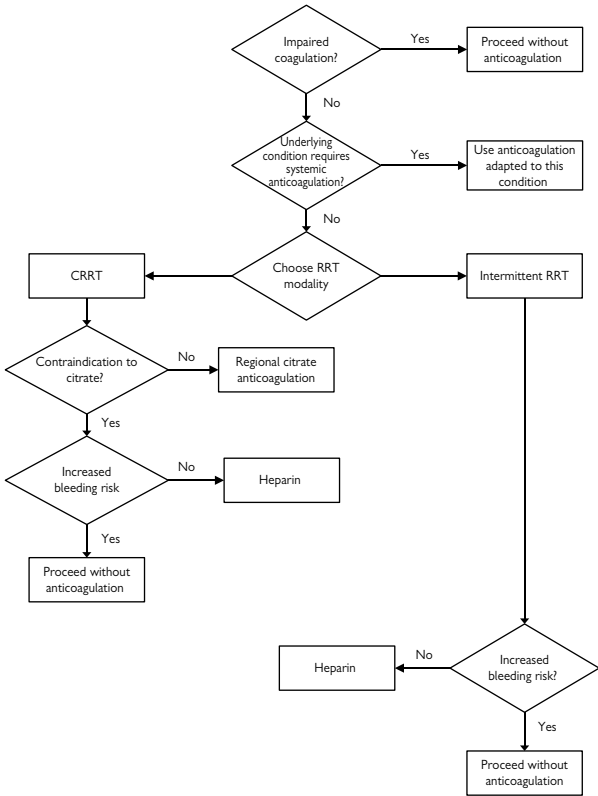 Impaired
coagulation?
Yes
Proceed without
anticoagulation
No
Underlying
condition requires
systemic
anticoagulation?
Yes
Use anticoagulation
adapted to this
condition
No
Choose RRT
modality
CRRT
Intermittent RRT
Contraindication to
citrate?
No
Regional citrate
anticoagulation
Yes
Increased
bleeding risk
No
Heparin
Yes
Proceed without
anticoagulation
Increased
bleeding risk?
No
Heparin
Yes
Proceed without
anticoagulation